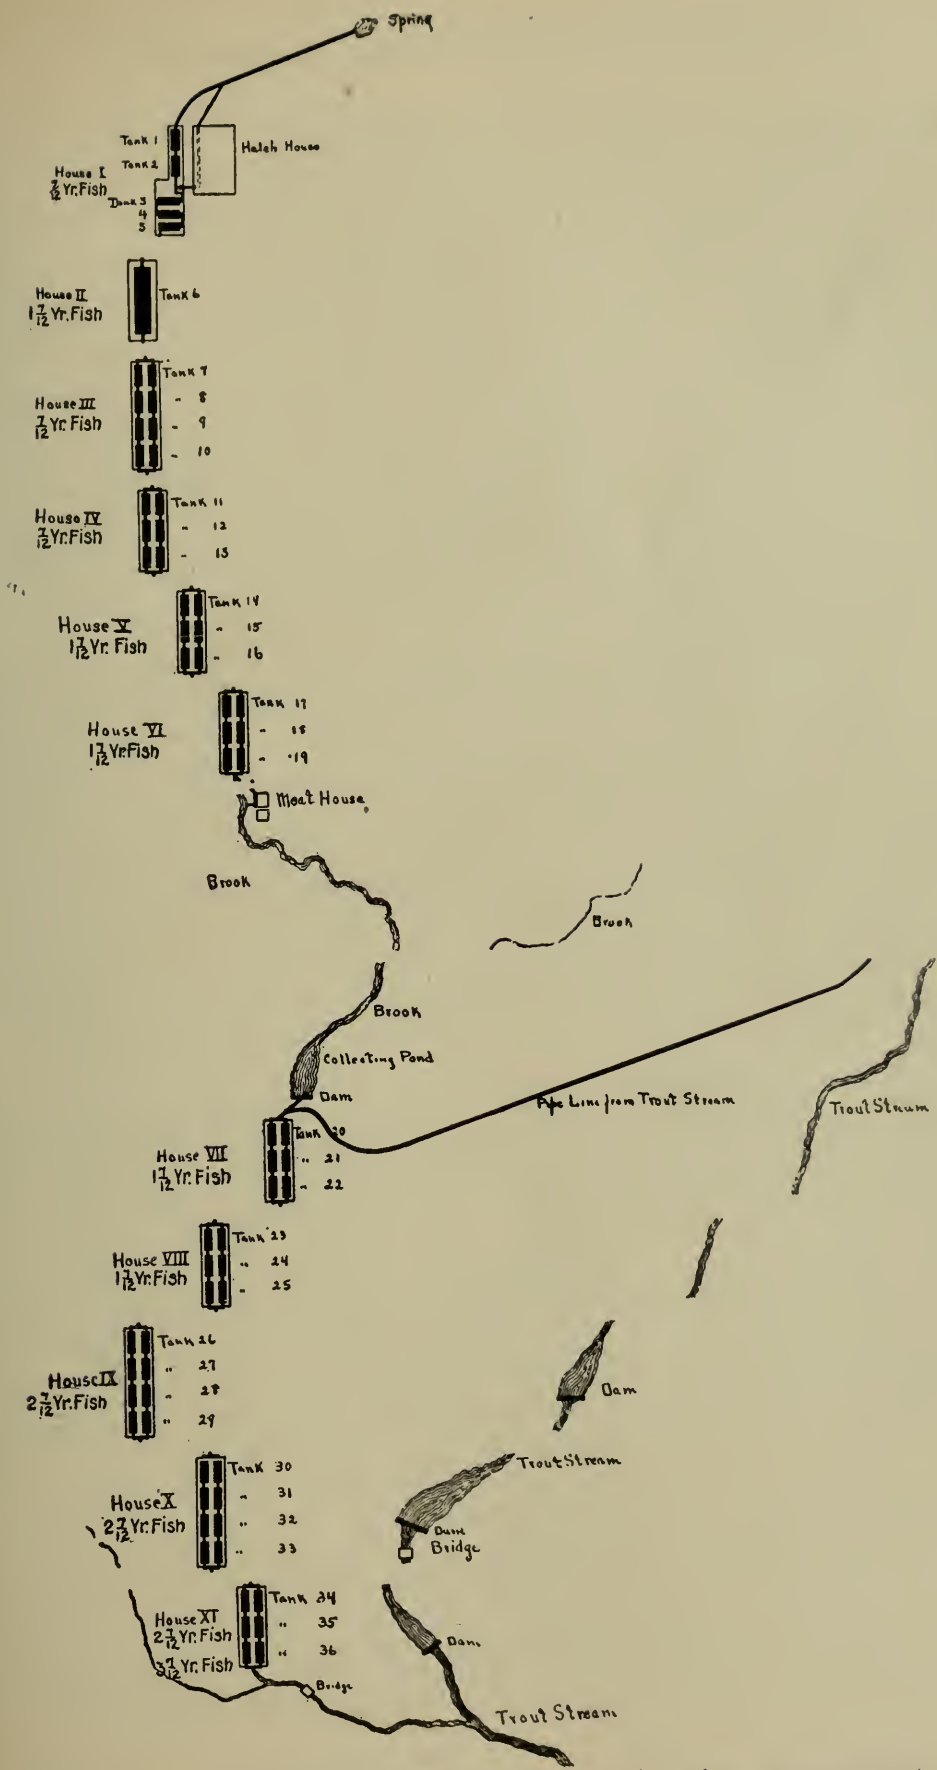 Spring
Tank 1
Hatch House
Tank 2
House I
7/12 Yr. Fish
Tank 3
4
5
House II
1 7/12 Yr. Fish
Tank 6
Tank 7
House III
7/12 Yr. Fish
" 8
" 9
" 10
Tank 11
House IV
7/12 Yr. Fish
" 12
" 13
Tank 14
House V
1 7/12 Yr. Fish
" 15
" 16
Tank 17
House VI
1 7/12 Yr. Fish
" 18
" 19
Meat House
Brook
Brook
Brook
Collecting Pond
Dam
Pipe Line from Trout Stream
Trout Stream
Tank 20
House VII
1 7/12 Yr. Fish
" 21
" 22
Tank 23
House VIII
1 7/12 Yr. Fish
" 24
" 25
Tank 26
House IX
2 7/12 Yr. Fish
" 27
" 28
" 29
Dam
Tank 30
House X
2 7/12 Yr. Fish
" 31
" 32
" 33
Trout Stream
Bridge
Tank 34
House XI
2 7/12 Yr. Fish
3 7/12 Yr. Fish
" 35
" 36
Dam
Bridge
Trout Stream